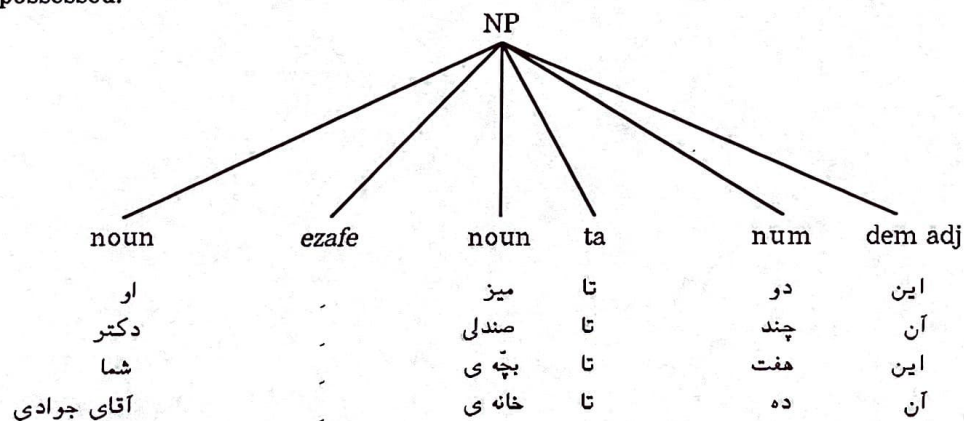 possessed.
NP
noun ezafe noun ta num dem adj
این دو تا میز ِ او
آن چند تا صندلی ِ دکتر
این هفت تا بچّه ی ِ شما
آن ده تا خانه ی ِ آقای جوادی